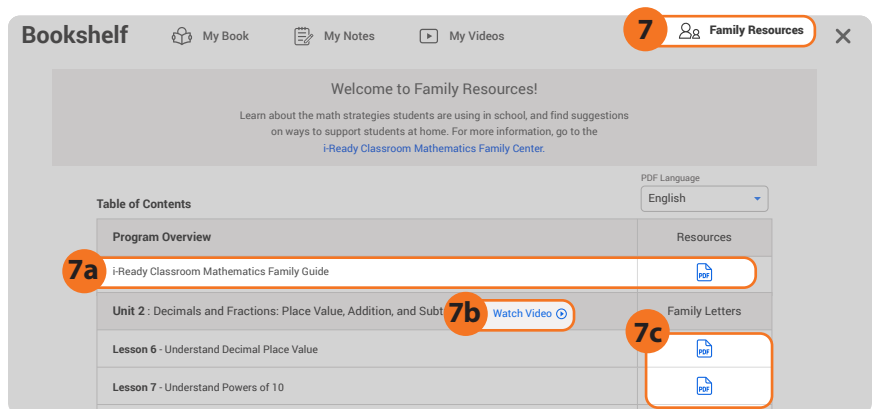 Bookshelf
My Book
My Notes
My Videos
7
Family Resources
Welcome to Family Resources!
Learn about the math strategies students are using in school, and find suggestions
on ways to support students at home. For more information, go to the
i-Ready Classroom Mathematics Family Center.
PDF Language
English
Table of Contents
Program Overview
Resources
7a
i-Ready Classroom Mathematics Family Guide
PDF
Unit 2 : Decimals and Fractions: Place Value, Addition, and Subt
7b
Watch Video
Family Letters
7c
Lesson 6 - Understand Decimal Place Value
PDF
Lesson 7 - Understand Powers of 10
PDF